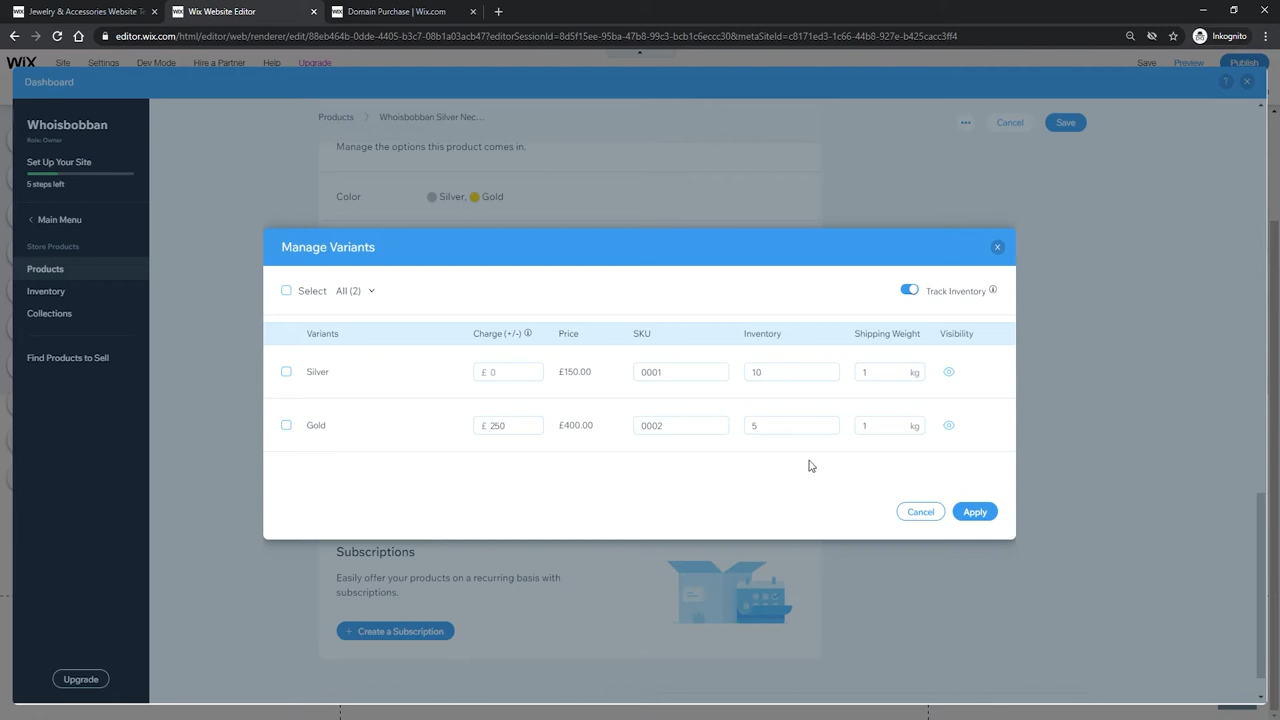 Jewelry & Accessories Website T
Wix Website Editor
Domain Purchase | Wix.com
editor.wix.com/html/editor/web/renderer/edit/88eb464b-0dde-4405-b3c7-081a1a03a240?editorSessionId=8d5f15ee-95ba-47b8-99c3-bcb1c6ecbc30&metaSiteId=c81773ed-3-1c66-44b8-927e-b425cacc3ff4
Inkognito
WiX Site Settings Dev Mode Hire a Partner Help Upgrade Save Preview Publish
Dashboard
?
Whoisbobban
Role: Owner
Set Up Your Site
5 steps left
Main Menu
Store Products
Products
Inventory
Collections
Find Products to Sell
Upgrade
Products > Whoisbobban Silver Nec...
Cancel
Save
Manage the options this product comes in.
Color Silver, Gold
Manage Variants
Select All (2)
Track Inventory
Variants Charge (+/-) Price SKU Inventory Shipping Weight Visibility
Silver £ 0 £150.00 0001 10 1 kg
Gold £ 250 £400.00 0002 5 1 kg
Cancel Apply
Subscriptions
Easily offer your products on a recurring basis with
subscriptions.
+ Create a Subscription